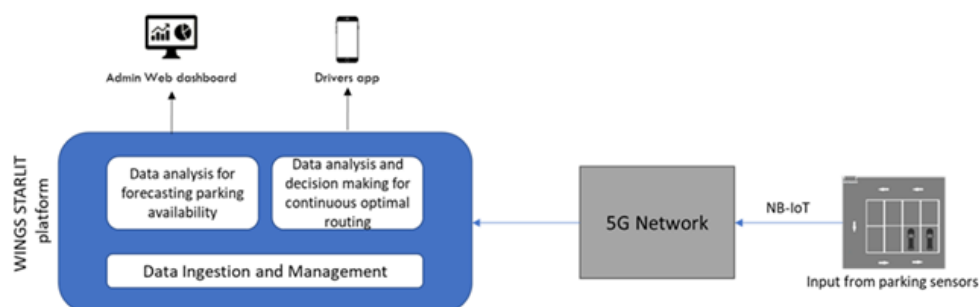 Admin Web dashboard
Drivers app
WINGS STARLIT
platform
Data analysis for
forecasting parking
availability
Data analysis and
decision making for
continuous optimal
routing
Data Ingestion and Management
5G Network
NB-IoT
Input from parking sensors